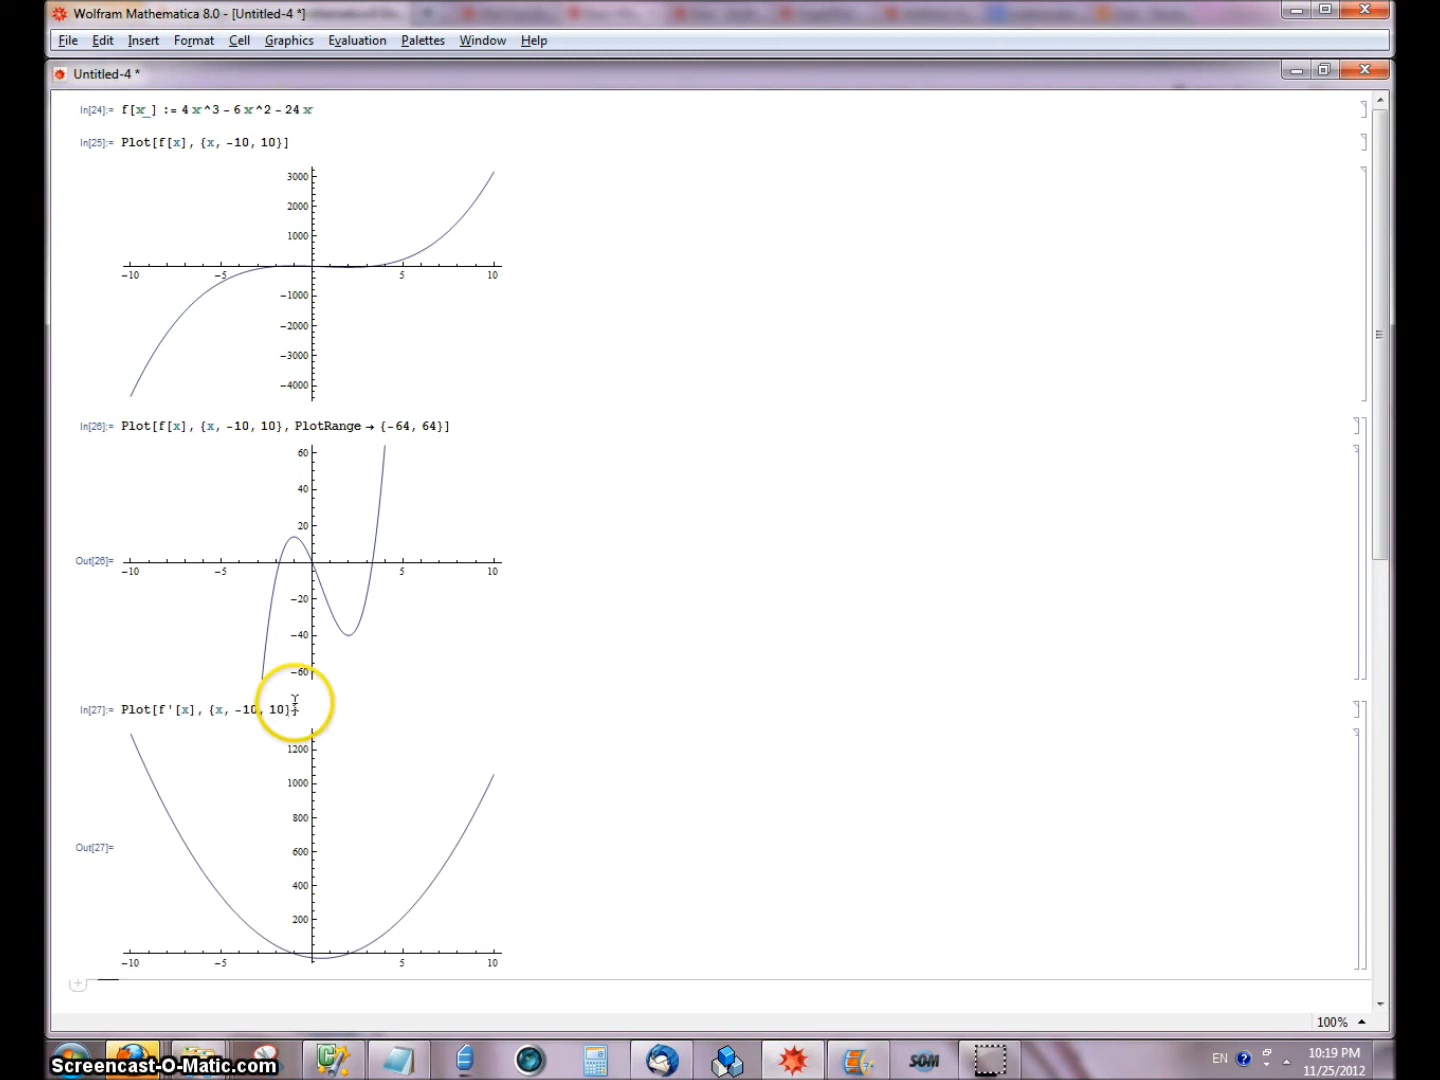 Wolfram Mathematica 8.0 - [Untitled-4 *]
File Edit Insert Format Cell Graphics Evaluation Palettes Window Help
Untitled-4 *
In[24]:= f[x_] := 4 x^3 - 6 x^2 - 24 x
In[25]:= Plot[f[x], {x, -10, 10}]
3000
2000
1000
-10 -5 5 10
-1000
-2000
-3000
-4000
In[26]:= Plot[f[x], {x, -10, 10}, PlotRange → {-64, 64}]
60
40
20
Out[26]=
-10 -5 5 10
-20
-40
-60
In[27]:= Plot[f'[x], {x, -10, 10}]
1200
1000
800
Out[27]=
600
400
200
-10 -5 5 10
100%
EN 10:19 PM
SOM
Screencast-O-Matic.com 11/25/2012